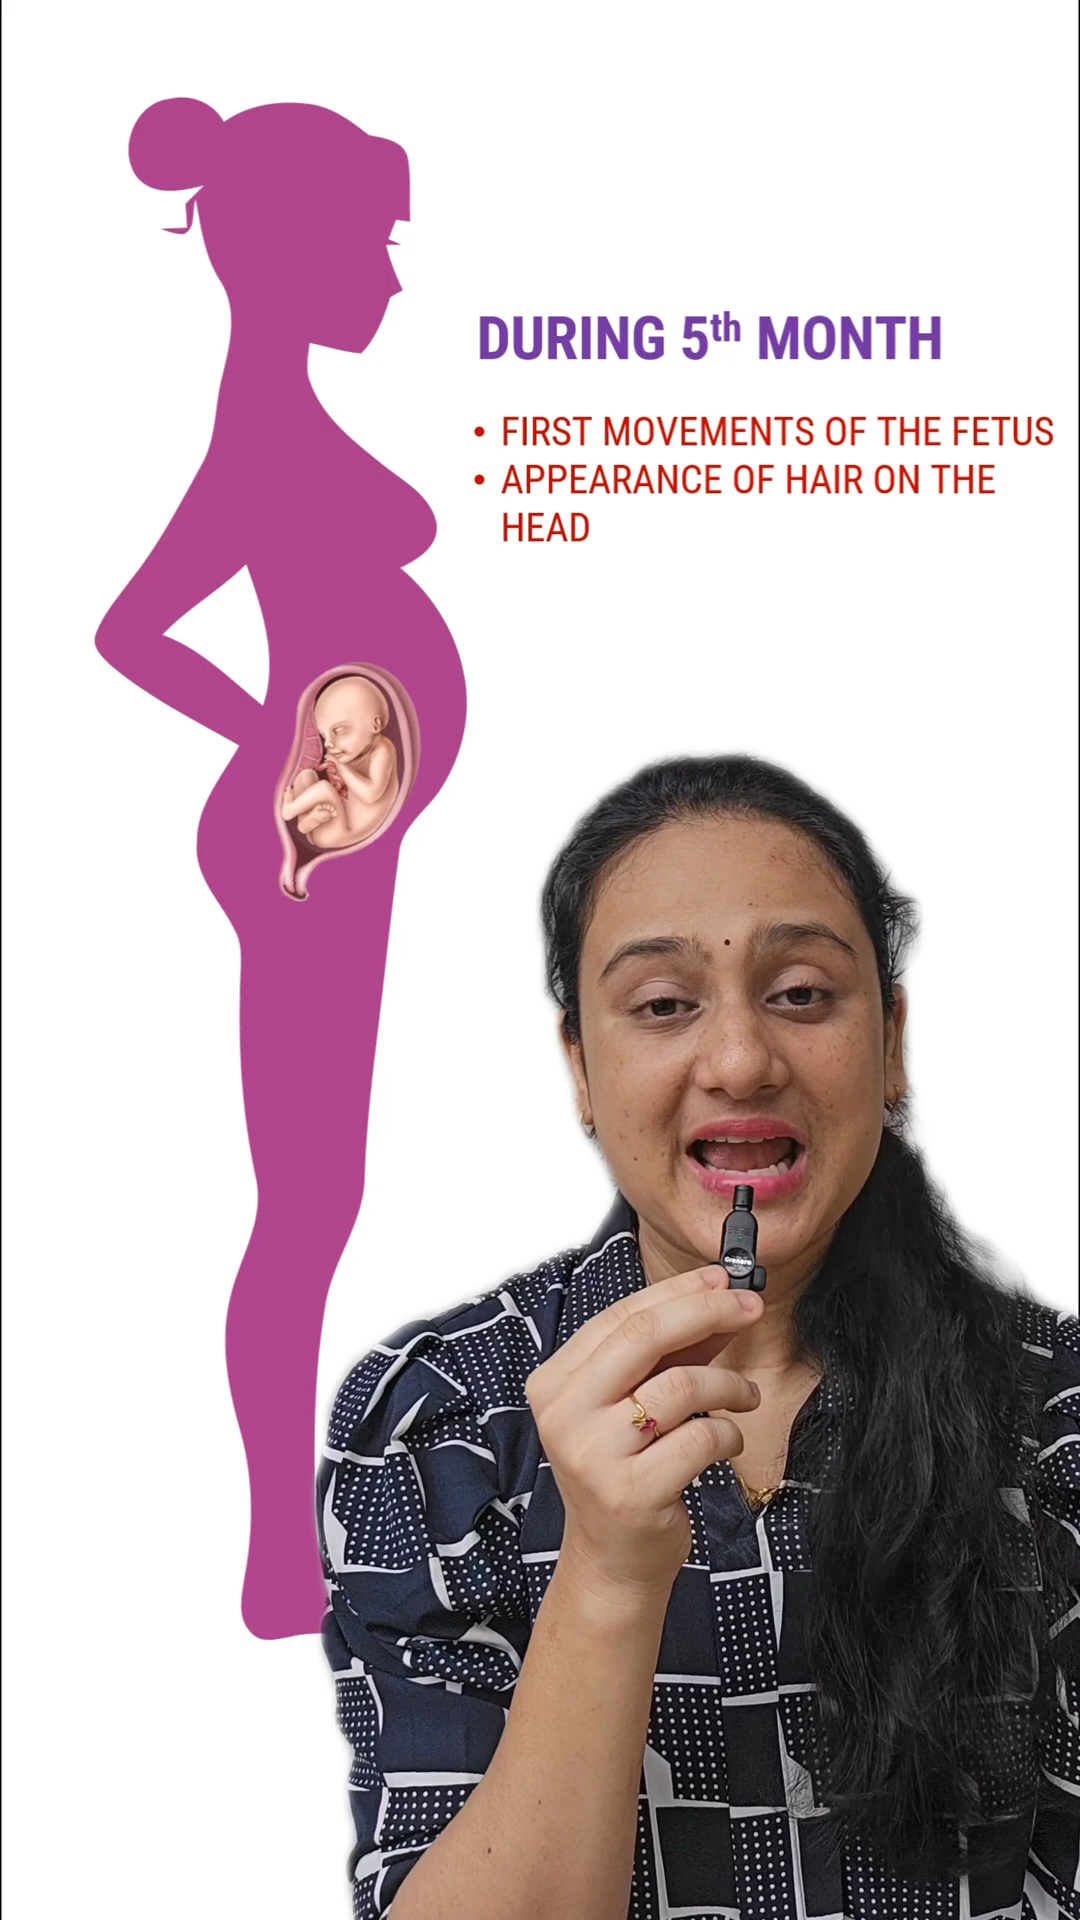 DURING 5th MONTH
• FIRST MOVEMENTS OF THE FETUS
• APPEARANCE OF HAIR ON THE
HEAD